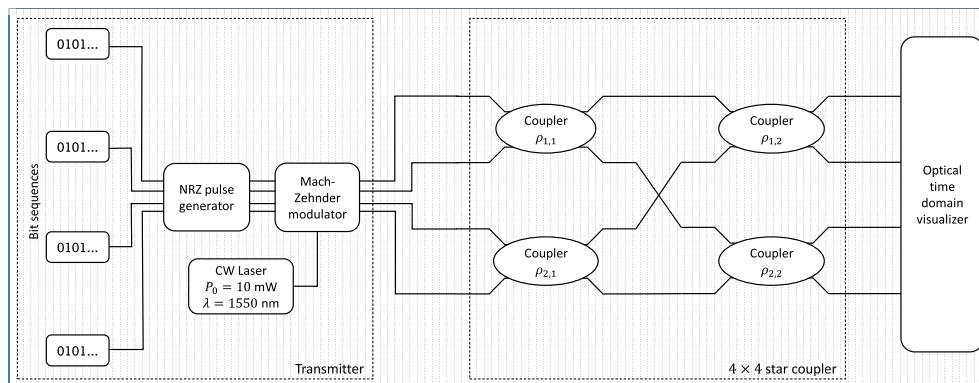 0101...
0101...
0101...
0101...
Bit sequences
NRZ pulse
generator
Mach-
Zehnder
modulator
CW Laser
P₀ = 10 mW
λ = 1550 nm
Transmitter
Coupler
ρ₁,₁
Coupler
ρ₂,₁
Coupler
ρ₁,₂
Coupler
ρ₂,₂
4 × 4 star coupler
Optical
time
domain
visualizer